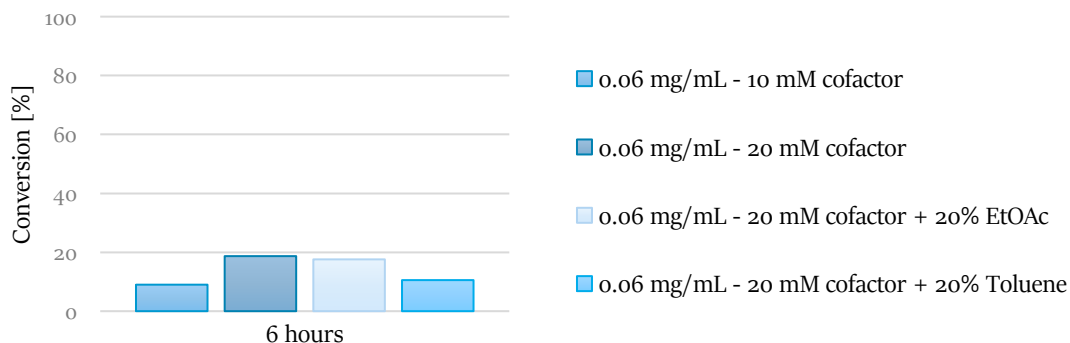 100
80
60
40
20
0
Conversion [%]
6 hours
0.06 mg/mL - 10 mM cofactor
0.06 mg/mL - 20 mM cofactor
0.06 mg/mL - 20 mM cofactor + 20% EtOAc
0.06 mg/mL - 20 mM cofactor + 20% Toluene